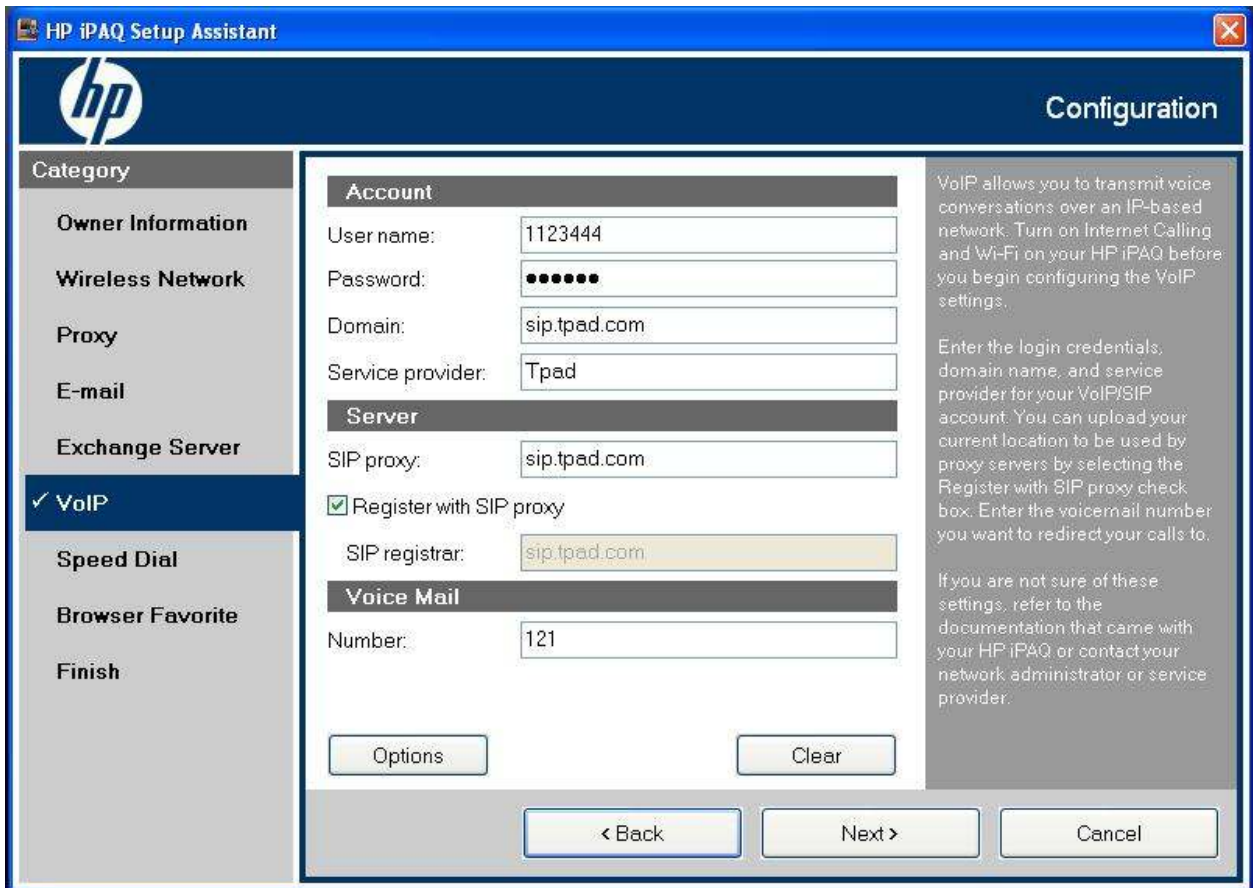 HP iPAQ Setup Assistant
hp
Configuration
Category
Owner Information
Wireless Network
Proxy
E-mail
Exchange Server
✓ VoIP
Speed Dial
Browser Favorite
Finish
Account
User name: 1123444
Password: ●●●●●●
Domain: sip.tpad.com
Service provider: Tpad
Server
SIP proxy: sip.tpad.com
Register with SIP proxy
SIP registrar: sip.tpad.com
Voice Mail
Number: 121
Options
Clear
VoIP allows you to transmit voice
conversations over an IP-based
network. Turn on Internet Calling
and Wi-Fi on your HP iPAQ before
you begin configuring the VoIP
settings.
Enter the login credentials,
domain name, and service
provider for your VoIP/SIP
account. You can upload your
current location to be used by
proxy servers by selecting the
Register with SIP proxy check
box. Enter the voicemail number
you want to redirect your calls to.
If you are not sure of these
settings, refer to the
documentation that came with
your HP iPAQ or contact your
network administrator or service
provider.
< Back
Next >
Cancel